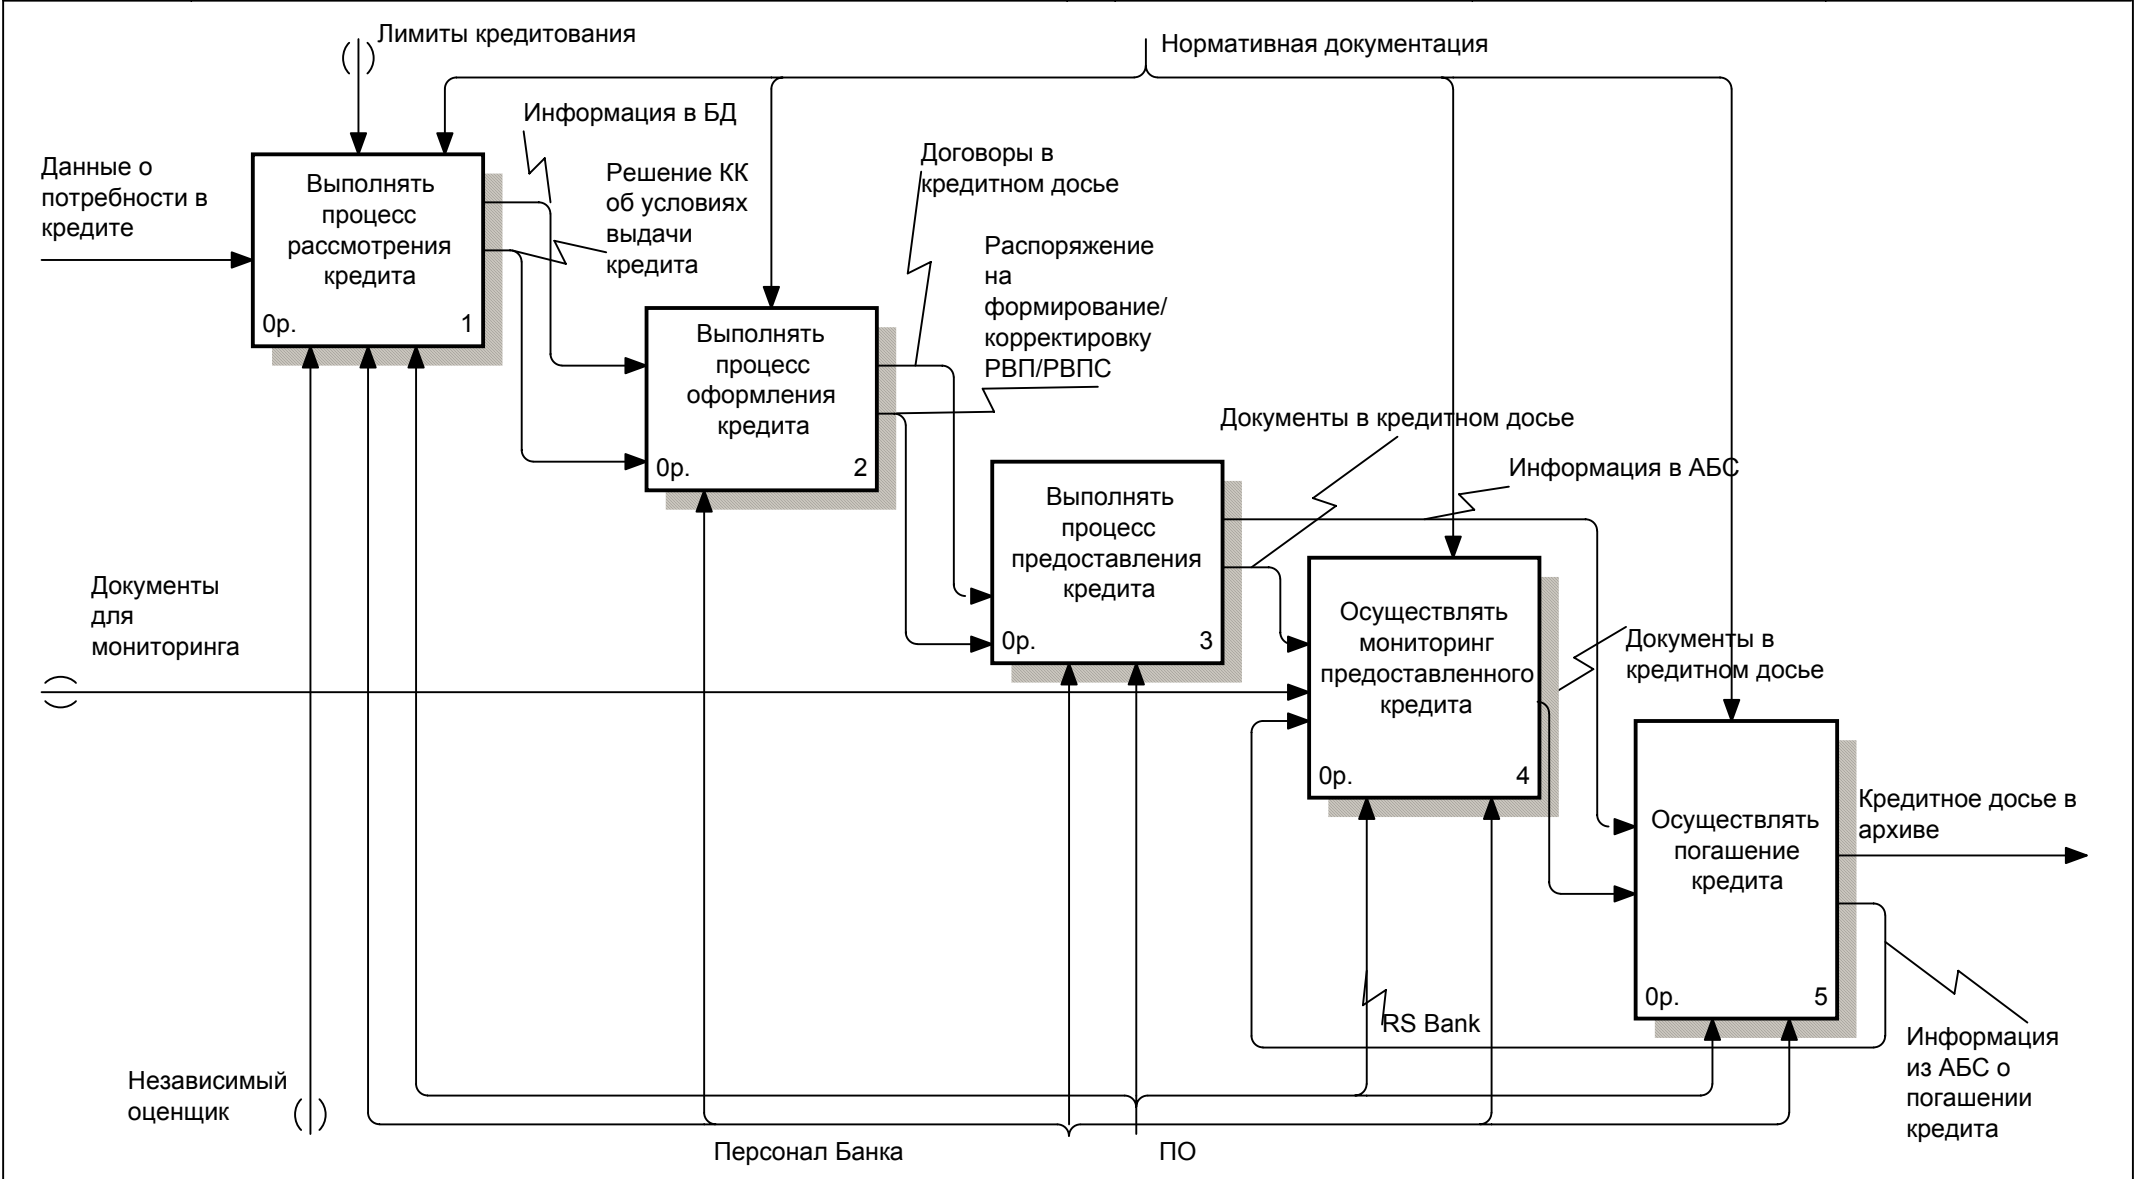 Лимиты кредитования
Нормативная документация
Информация в БД
Данные о
потребности в
кредите
Выполнять
процесс
рассмотрения
кредита
0р. 1
Решение КК
об условиях
выдачи
кредита
Договоры в
кредитном досье
Распоряжение
на
формирование/
корректировку
РВП/РВПС
Выполнять
процесс
оформления
кредита
0р. 2
Документы в кредитном досье
Информация в АБС
Выполнять
процесс
предоставления
кредита
0р. 3
Документы
для
мониторинга
Осуществлять
мониторинг
предоставленного
кредита
0р. 4
Документы в
кредитном досье
Осуществлять
погашение
кредита
0р. 5
Кредитное досье в
архиве
RS Bank
Информация
из АБС о
погашении
кредита
Независимый
оценщик
Персонал Банка
ПО